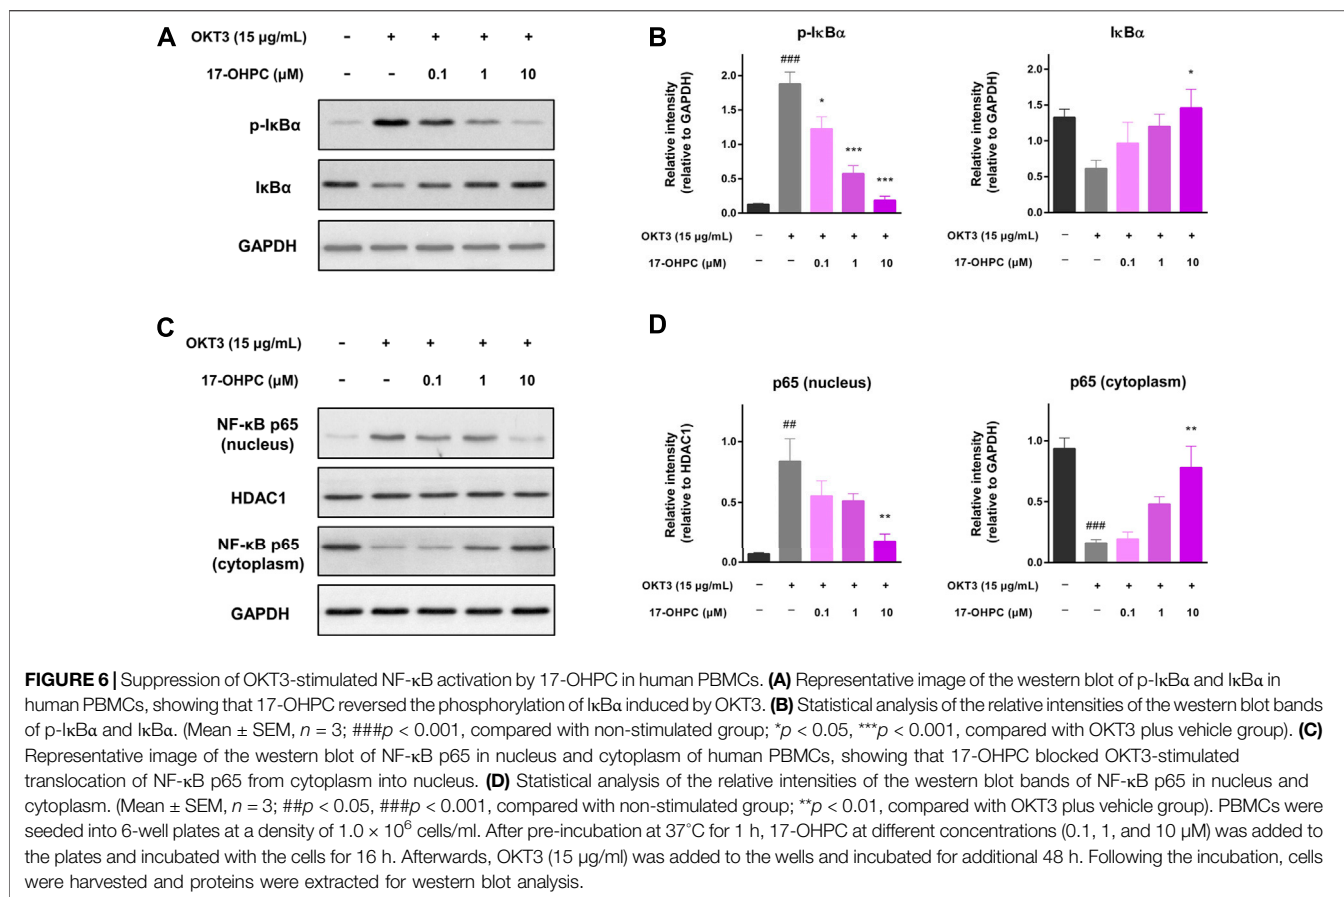 A
OKT3 (15 µg/mL) – + + + +
17-OHPC (µM) – – 0.1 1 10
p-IκBα
IκBα
GAPDH
B
p-IκBα
Relative intensity
(relative to GAPDH)
2.0
1.5
1.0
0.5
0.0
###
*
***
***
OKT3 (15 µg/mL) – + + + +
17-OHPC (µM) – – 0.1 1 10
IκBα
Relative intensity
(relative to GAPDH)
2.0
1.5
1.0
0.5
0.0
*
OKT3 (15 µg/mL) – + + + +
17-OHPC (µM) – – 0.1 1 10
C
OKT3 (15 µg/mL) – + + + +
17-OHPC (µM) – – 0.1 1 10
NF-κB p65
(nucleus)
HDAC1
NF-κB p65
(cytoplasm)
GAPDH
D
p65 (nucleus)
Relative intensity
(relative to HDAC1)
1.0
0.5
0.0
##
**
OKT3 (15 µg/mL) – + + + +
17-OHPC (µM) – – 0.1 1 10
p65 (cytoplasm)
Relative intensity
(relative to GAPDH)
1.0
0.5
0.0
###
**
OKT3 (15 µg/mL) – + + + +
17-OHPC (µM) – – 0.1 1 10
FIGURE 6 | Suppression of OKT3-stimulated NF-κB activation by 17-OHPC in human PBMCs. (A) Representative image of the western blot of p-IκBα and IκBα in
human PBMCs, showing that 17-OHPC reversed the phosphorylation of IκBα induced by OKT3. (B) Statistical analysis of the relative intensities of the western blot bands
of p-IκBα and IκBα. (Mean ± SEM, n = 3; ###p < 0.001, compared with non-stimulated group; *p < 0.05, ***p < 0.001, compared with OKT3 plus vehicle group). (C)
Representative image of the western blot of NF-κB p65 in nucleus and cytoplasm of human PBMCs, showing that 17-OHPC blocked OKT3-stimulated
translocation of NF-κB p65 from cytoplasm into nucleus. (D) Statistical analysis of the relative intensities of the western blot bands of NF-κB p65 in nucleus and
cytoplasm. (Mean ± SEM, n = 3; ##p < 0.05, ###p < 0.001, compared with non-stimulated group; **p < 0.01, compared with OKT3 plus vehicle group). PBMCs were
seeded into 6-well plates at a density of 1.0 × 10⁶ cells/ml. After pre-incubation at 37°C for 1 h, 17-OHPC at different concentrations (0.1, 1, and 10 µM) was added to
the plates and incubated with the cells for 16 h. Afterwards, OKT3 (15 µg/ml) was added to the wells and incubated for additional 48 h. Following the incubation, cells
were harvested and proteins were extracted for western blot analysis.